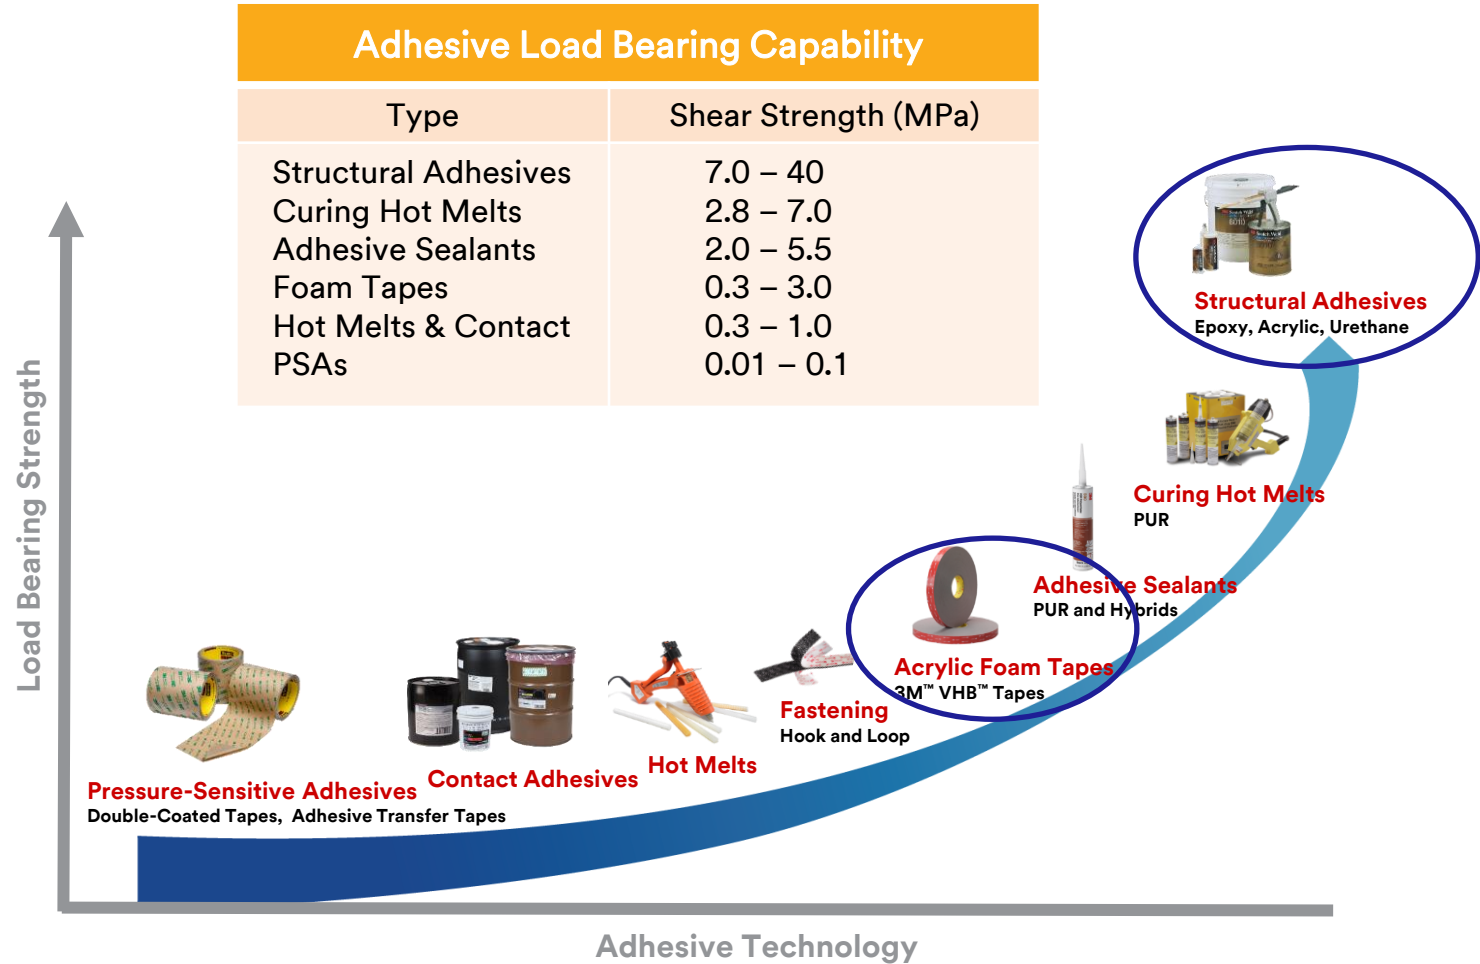 Adhesive Load Bearing Capability
Type Shear Strength (MPa)
Structural Adhesives 7.0 – 40
Curing Hot Melts 2.8 – 7.0
Adhesive Sealants 2.0 – 5.5
Foam Tapes 0.3 – 3.0
Hot Melts & Contact 0.3 – 1.0
PSAs 0.01 – 0.1
Load Bearing Strength
Structural Adhesives
Epoxy, Acrylic, Urethane
Curing Hot Melts
PUR
Adhesive Sealants
PUR and Hybrids
Acrylic Foam Tapes
3M™ VHB™ Tapes
Fastening
Hook and Loop
Hot Melts
Contact Adhesives
Pressure-Sensitive Adhesives
Double-Coated Tapes, Adhesive Transfer Tapes
Adhesive Technology